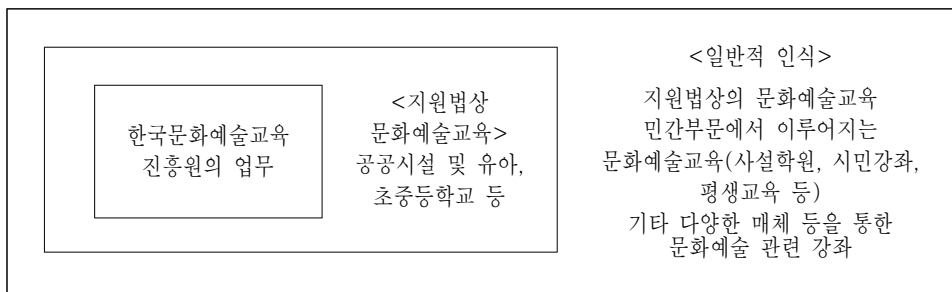 한국문화예술교육
진흥원의 업무
<지원법상
문화예술교육>
공공시설 및 유아,
초중등학교 등
<일반적 인식>
지원법상의 문화예술교육
민간부문에서 이루어지는
문화예술교육(사설학원, 시민강좌,
평생교육 등)
기타 다양한 매체 등을 통한
문화예술 관련 강좌